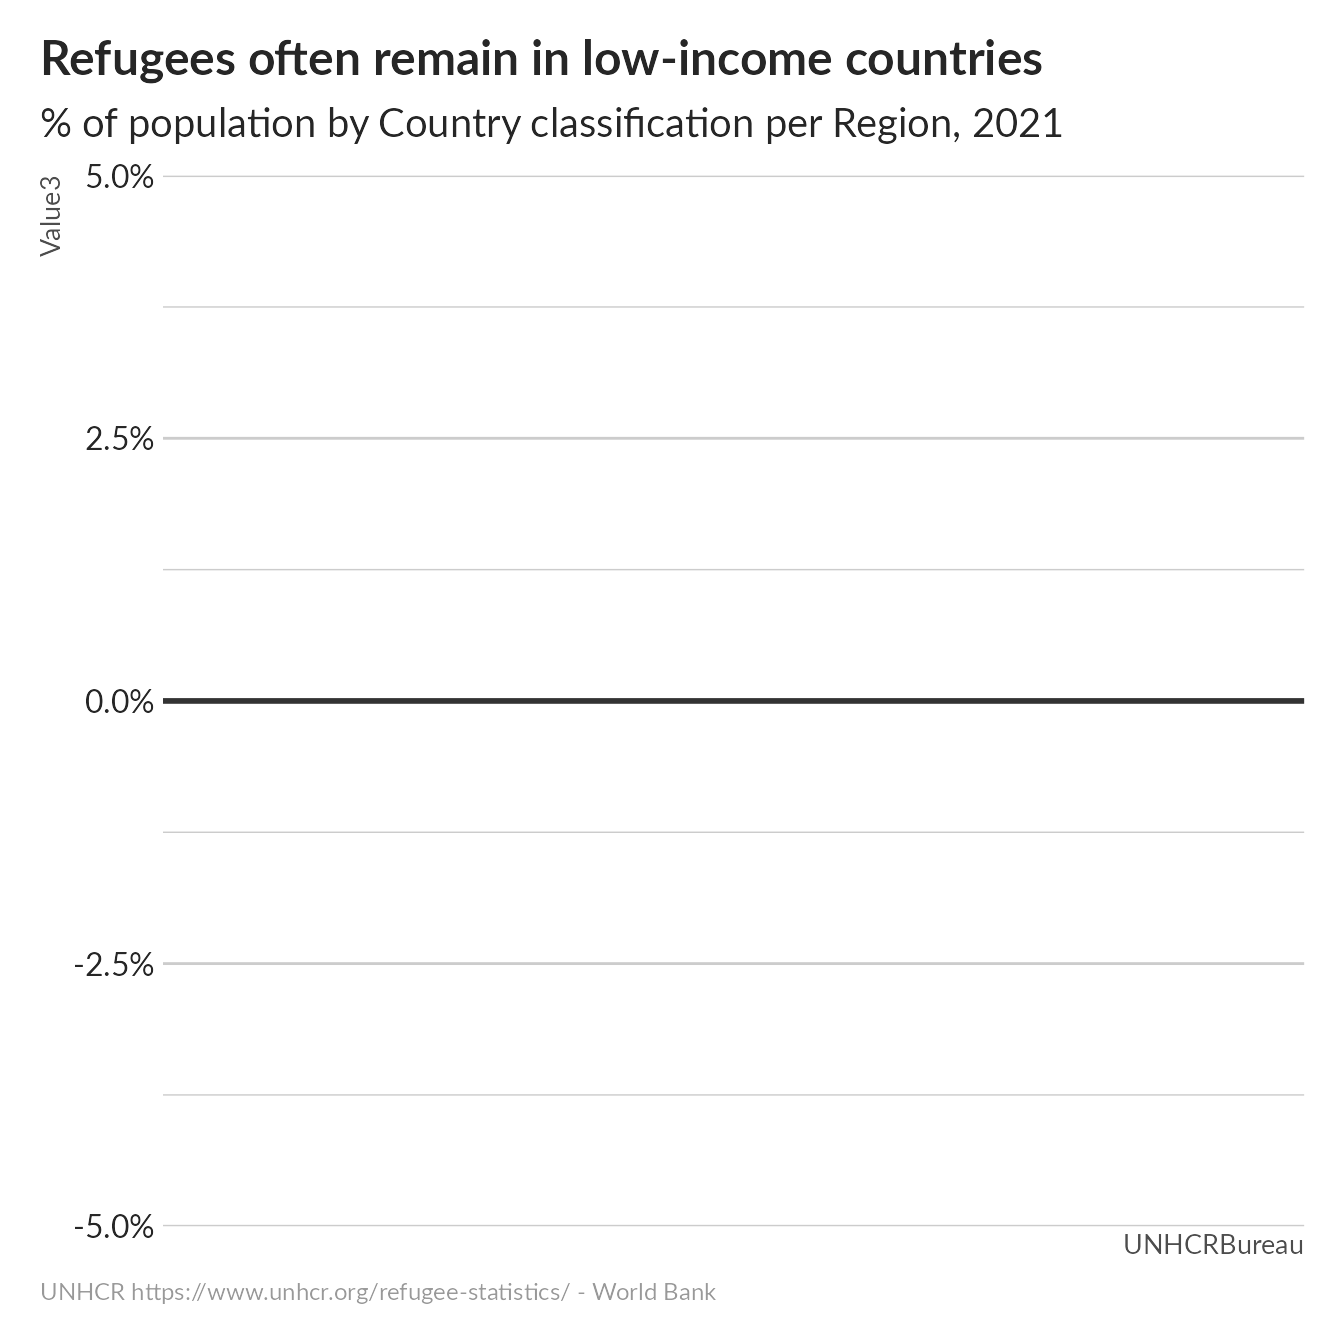 Refugees often remain in low-income countries
% of population by Country classification per Region, 2021
Value3
5.0%
2.5%
0.0%
-2.5%
-5.0%
UNHCRBureau
UNHCR https://www.unhcr.org/refugee-statistics/ - World Bank